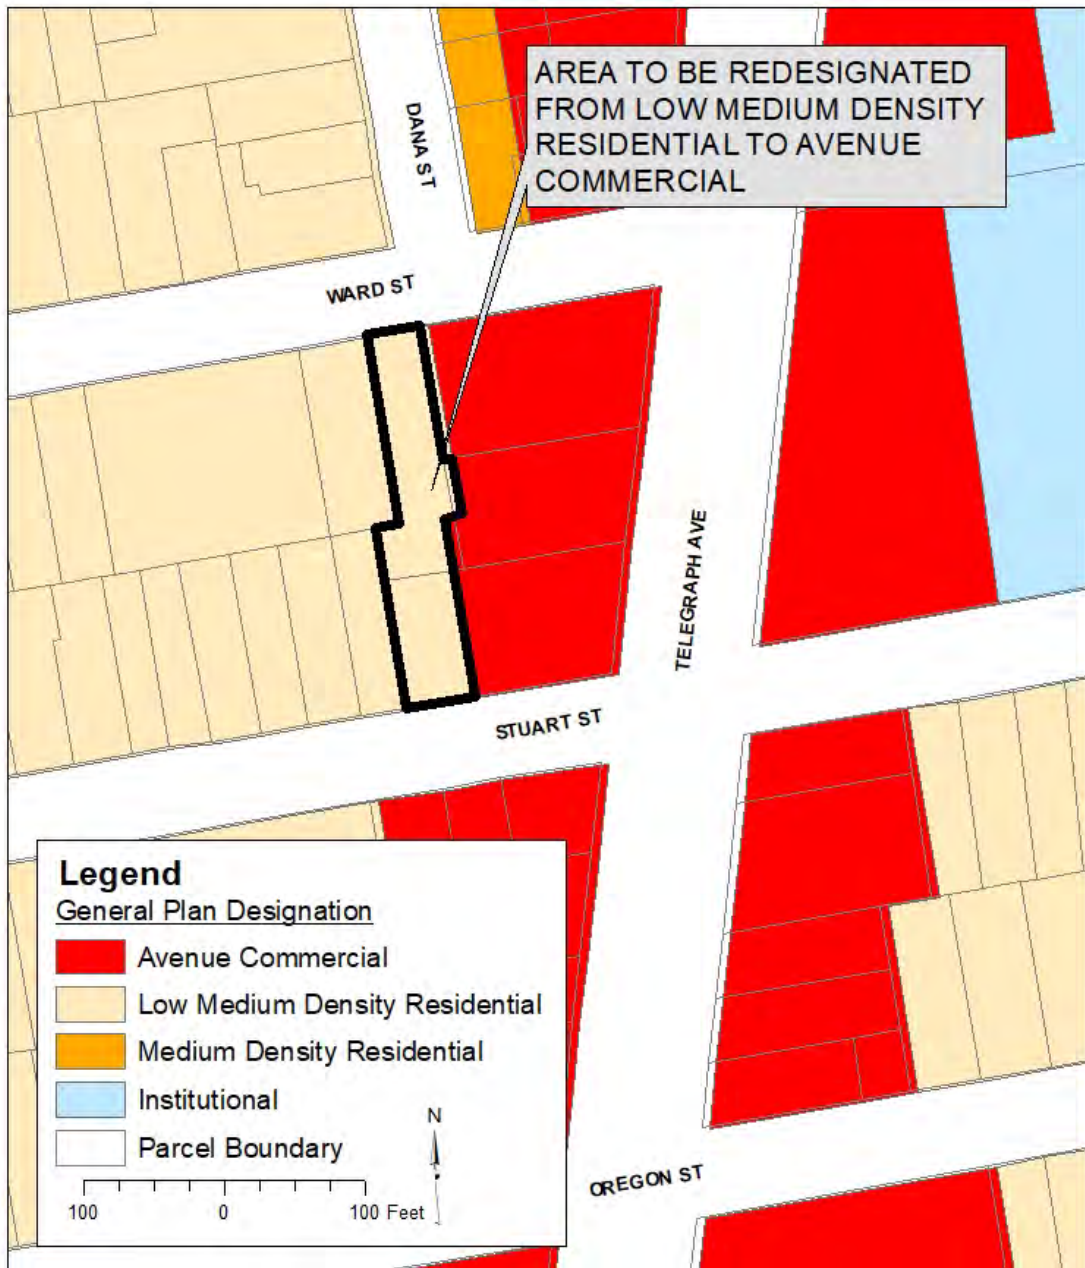 AREA TO BE REDESIGNATED
FROM LOW MEDIUM DENSITY
RESIDENTIAL TO AVENUE
COMMERCIAL
DANA ST
WARD ST
TELEGRAPH AVE
STUART ST
Legend
General Plan Designation
Avenue Commercial
Low Medium Density Residential
Medium Density Residential
Institutional
Parcel Boundary
N
100 0 100 Feet
OREGON ST